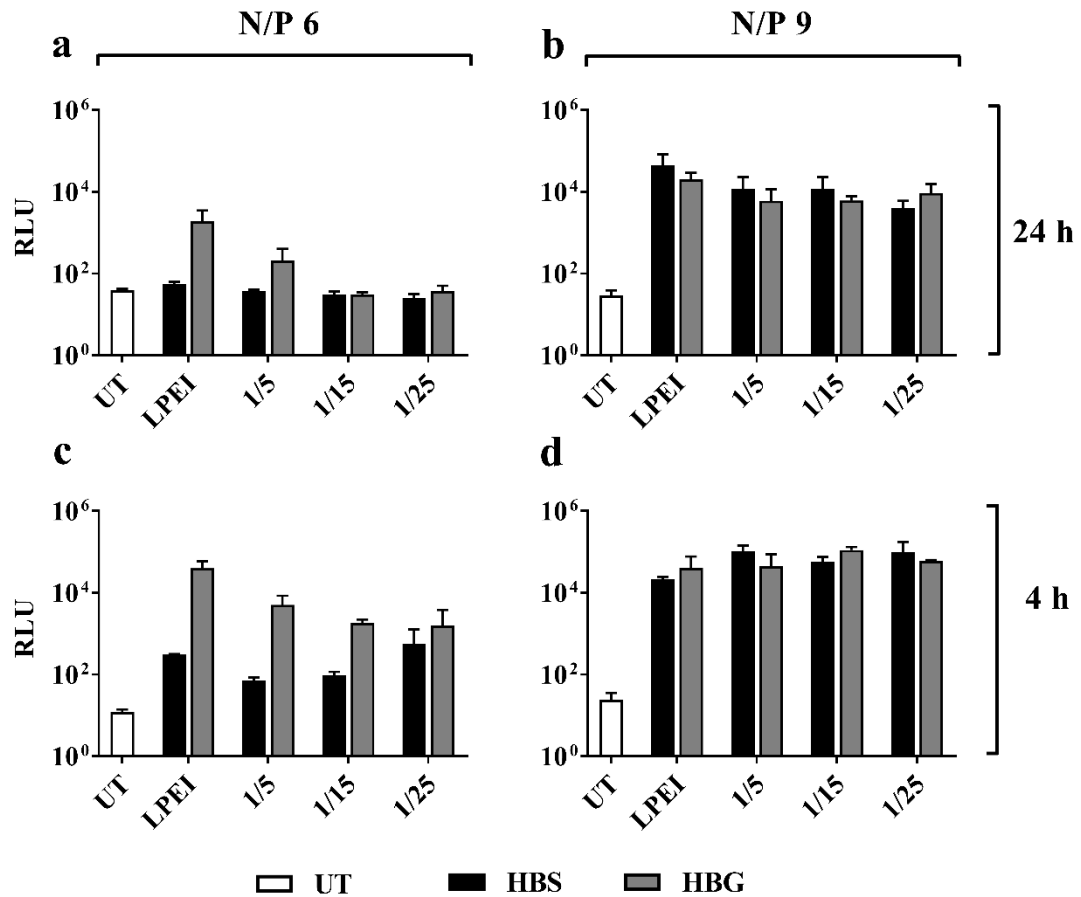 N/P 6
N/P 9
a
b
10⁶
10⁴
10²
10⁰
RLU
UT
LPEI
1/5
1/15
1/25
10⁶
10⁴
10²
10⁰
UT
LPEI
1/5
1/15
1/25
24 h
c
d
10⁶
10⁴
10²
10⁰
RLU
UT
LPEI
1/5
1/15
1/25
10⁶
10⁴
10²
10⁰
UT
LPEI
1/5
1/15
1/25
4 h
UT HBS HBG